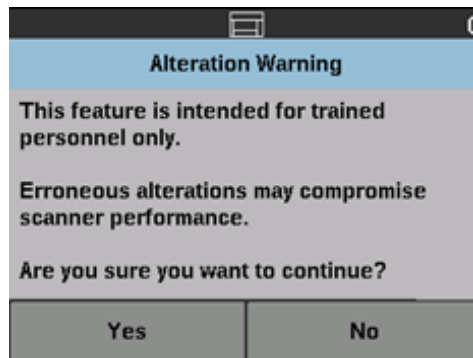 Alteration Warning
This feature is intended for trained
personnel only.
Erroneous alterations may compromise
scanner performance.
Are you sure you want to continue?
Yes
No